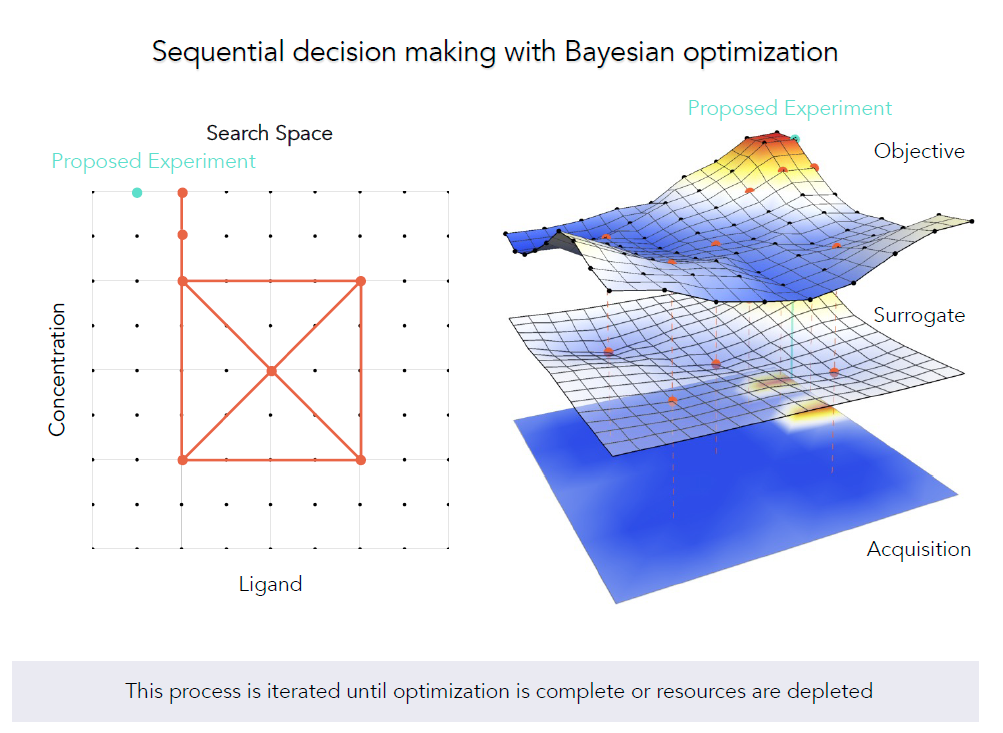 Sequential decision making with Bayesian optimization
Search Space
Proposed Experiment
Concentration
Ligand
Proposed Experiment
Objective
Surrogate
Acquisition
This process is iterated until optimization is complete or resources are depleted